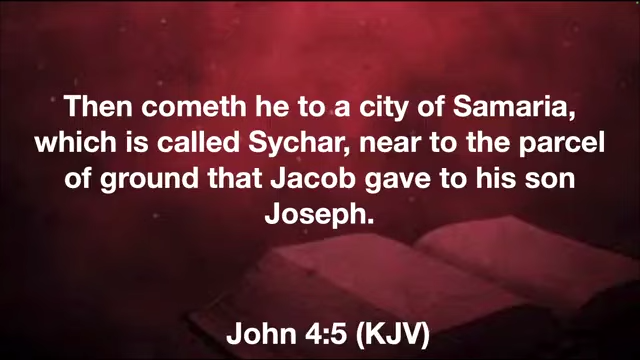 Then cometh he to a city of Samaria,
which is called Sychar, near to the parcel
of ground that Jacob gave to his son
Joseph.
John 4:5 (KJV)